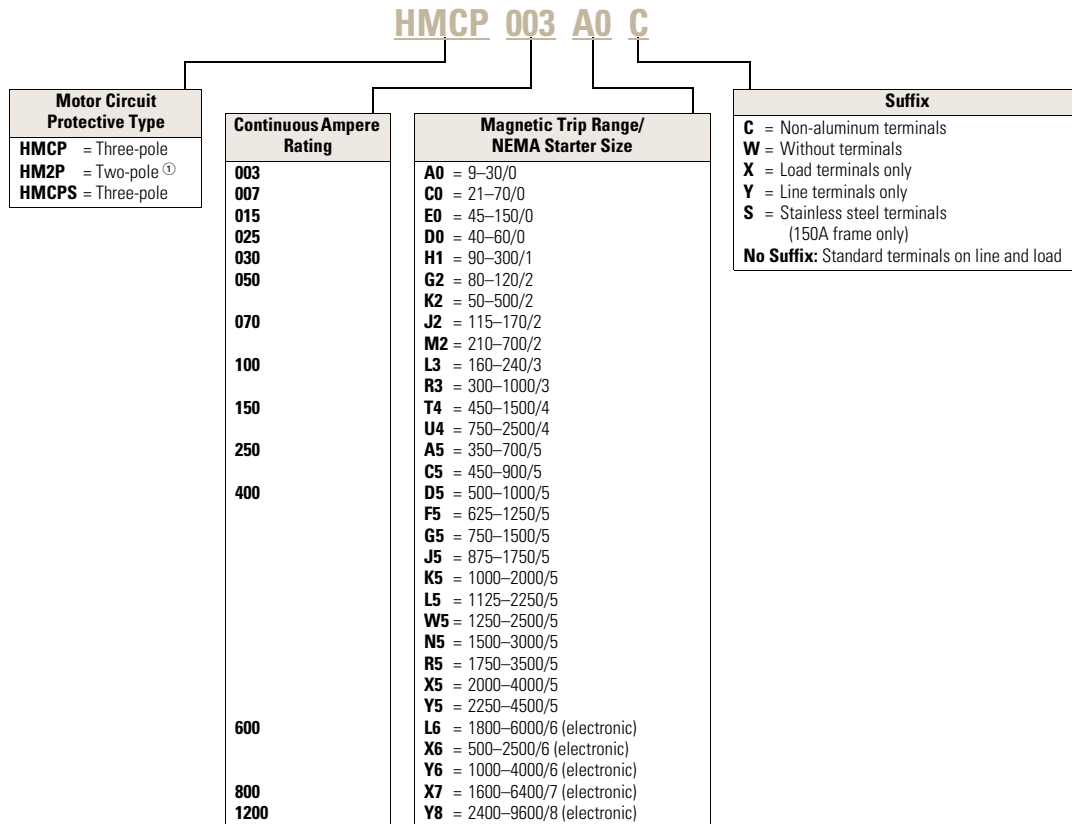 HMCP 003 A0 C
Motor Circuit
Protective Type
HMCP = Three-pole
HM2P = Two-pole ①
HMCPS = Three-pole
Continuous Ampere
Rating
003
007
015
025
030
050
070
100
150
250
400
600
800
1200
Magnetic Trip Range/
NEMA Starter Size
A0 = 9–30/0
C0 = 21–70/0
E0 = 45–150/0
D0 = 40–60/0
H1 = 90–300/1
G2 = 80–120/2
K2 = 50–500/2
J2 = 115–170/2
M2 = 210–700/2
L3 = 160–240/3
R3 = 300–1000/3
T4 = 450–1500/4
U4 = 750–2500/4
A5 = 350–700/5
C5 = 450–900/5
D5 = 500–1000/5
F5 = 625–1250/5
G5 = 750–1500/5
J5 = 875–1750/5
K5 = 1000–2000/5
L5 = 1125–2250/5
W5 = 1250–2500/5
N5 = 1500–3000/5
R5 = 1750–3500/5
X5 = 2000–4000/5
Y5 = 2250–4500/5
L6 = 1800–6000/6 (electronic)
X6 = 500–2500/6 (electronic)
Y6 = 1000–4000/6 (electronic)
X7 = 1600–6400/7 (electronic)
Y8 = 2400–9600/8 (electronic)
Suffix
C = Non-aluminum terminals
W = Without terminals
X = Load terminals only
Y = Line terminals only
S = Stainless steel terminals
(150A frame only)
No Suffix: Standard terminals on line and load